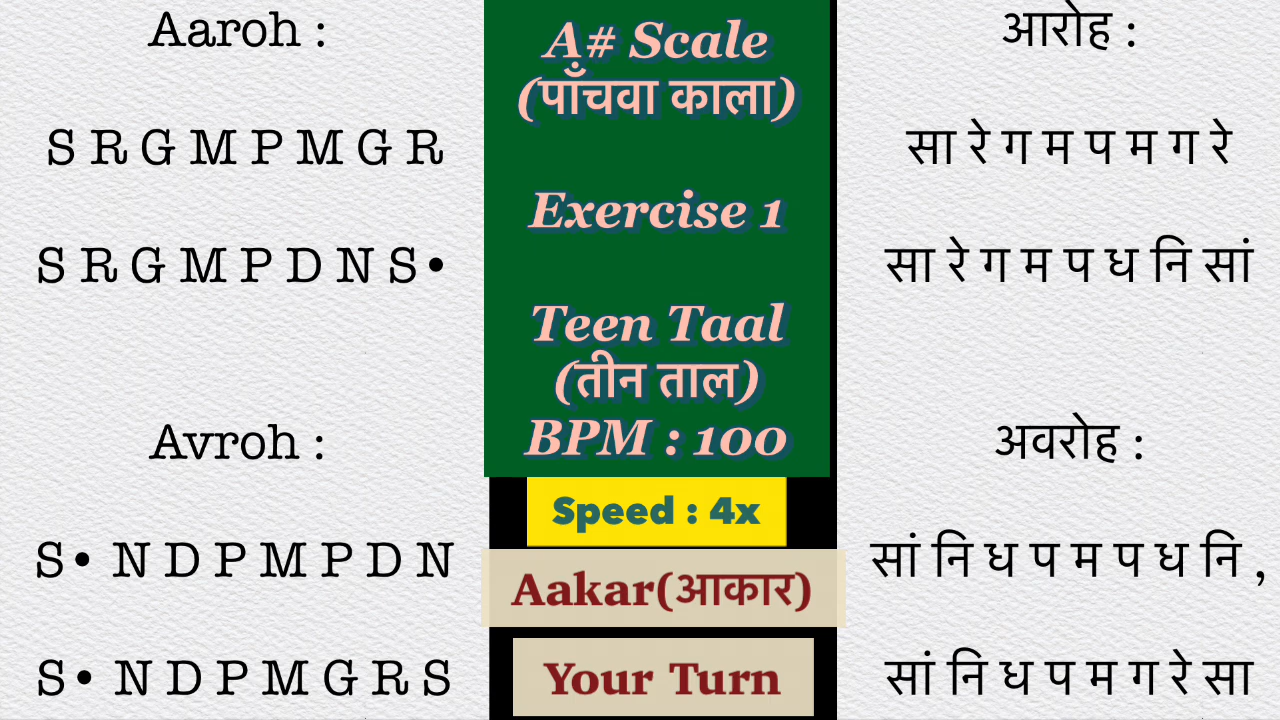 Aaroh :
S R G M P M G R
S R G M P D N S•
Avroh :
S• N D P M P D N
S• N D P M G R S
A# Scale
(पाँचवा काला)
Exercise 1
Teen Taal
(तीन ताल)
BPM : 100
Speed : 4x
Aakar(आकार)
Your Turn
आरोह :
सा रे ग म प म ग रे
सा रे ग म प ध नि सां
अवरोह :
सां नि ध प म प ध नि ,
सां नि ध प म ग रे सा